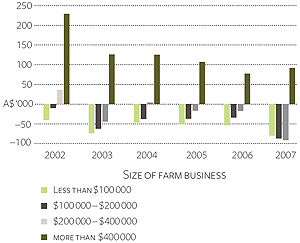 250
200
150
100
50
A$'000
−50
−100
2002 2003 2004 2005 2006 2007
SIZE OF FARM BUSINESS
LESS THAN $100 000
$100 000 – $200 000
$200 000 – $400 000
MORE THAN $400 000